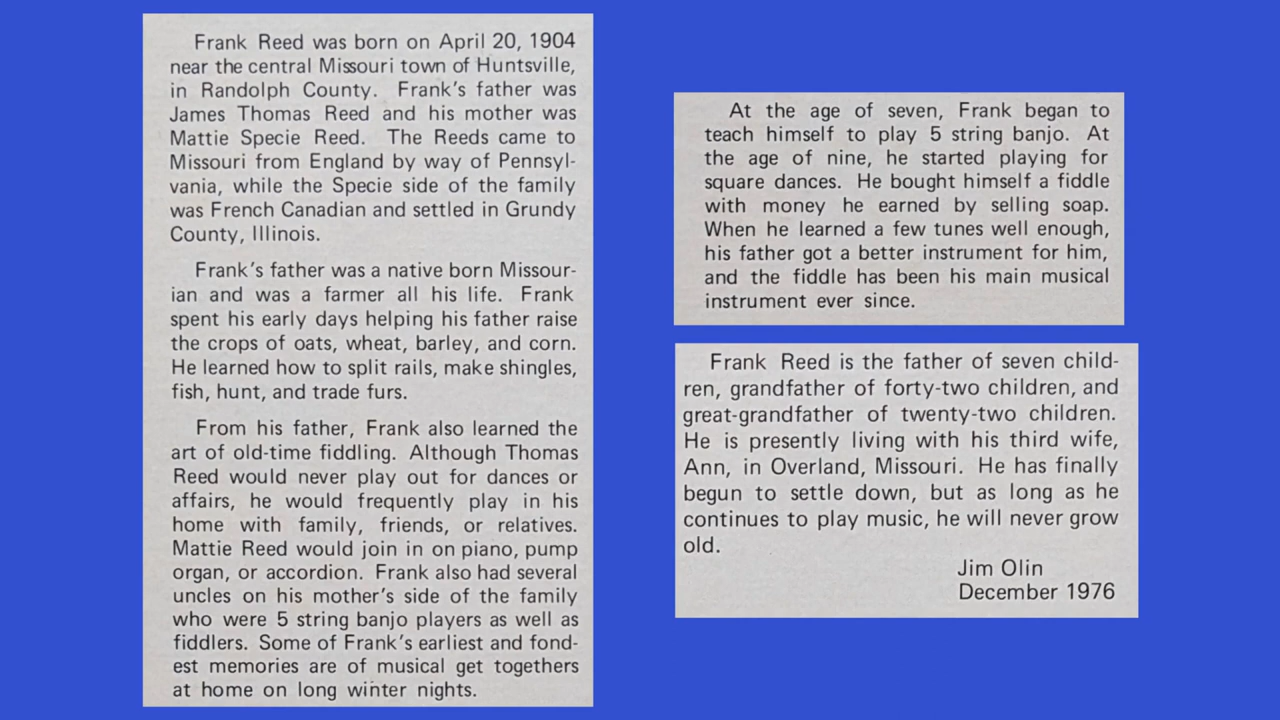 Frank Reed was born on April 20, 1904
near the central Missouri town of Huntsville,
in Randolph County. Frank's father was
James Thomas Reed and his mother was
Mattie Specie Reed. The Reeds came to
Missouri from England by way of Pennsyl-
vania, while the Specie side of the family
was French Canadian and settled in Grundy
County, Illinois.
Frank's father was a native born Missour-
ian and was a farmer all his life. Frank
spent his early days helping his father raise
the crops of oats, wheat, barley, and corn.
He learned how to split rails, make shingles,
fish, hunt, and trade furs.
From his father, Frank also learned the
art of old-time fiddling. Although Thomas
Reed would never play out for dances or
affairs, he would frequently play in his
home with family, friends, or relatives.
Mattie Reed would join in on piano, pump
organ, or accordion. Frank also had several
uncles on his mother's side of the family
who were 5 string banjo players as well as
fiddlers. Some of Frank's earliest and fond-
est memories are of musical get togethers
at home on long winter nights.
At the age of seven, Frank began to
teach himself to play 5 string banjo. At
the age of nine, he started playing for
square dances. He bought himself a fiddle
with money he earned by selling soap.
When he learned a few tunes well enough,
his father got a better instrument for him,
and the fiddle has been his main musical
instrument ever since.
Frank Reed is the father of seven child-
ren, grandfather of forty-two children, and
great-grandfather of twenty-two children.
He is presently living with his third wife,
Ann, in Overland, Missouri. He has finally
begun to settle down, but as long as he
continues to play music, he will never grow
old.
Jim Olin
December 1976